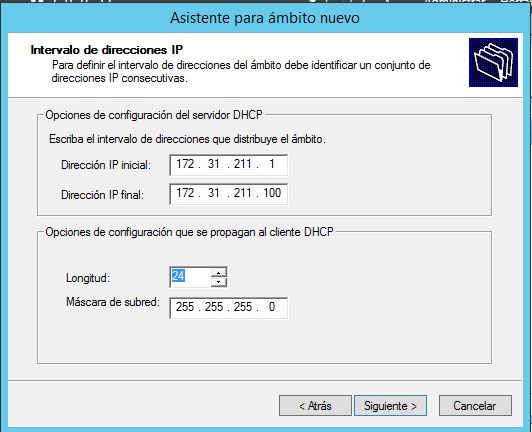 Asistente para ámbito nuevo
Intervalo de direcciones IP
Para definir el intervalo de direcciones del ámbito debe identificar un conjunto de
direcciones IP consecutivas.
Opciones de configuración del servidor DHCP
Escriba el intervalo de direcciones que distribuye el ámbito.
Dirección IP inicial: 172 . 31 . 211 . 1
Dirección IP final: 172 . 31 . 211 . 100
Opciones de configuración que se propagan al cliente DHCP
Longitud: 24
Máscara de subred: 255 . 255 . 255 . 0
< Atrás Siguiente > Cancelar